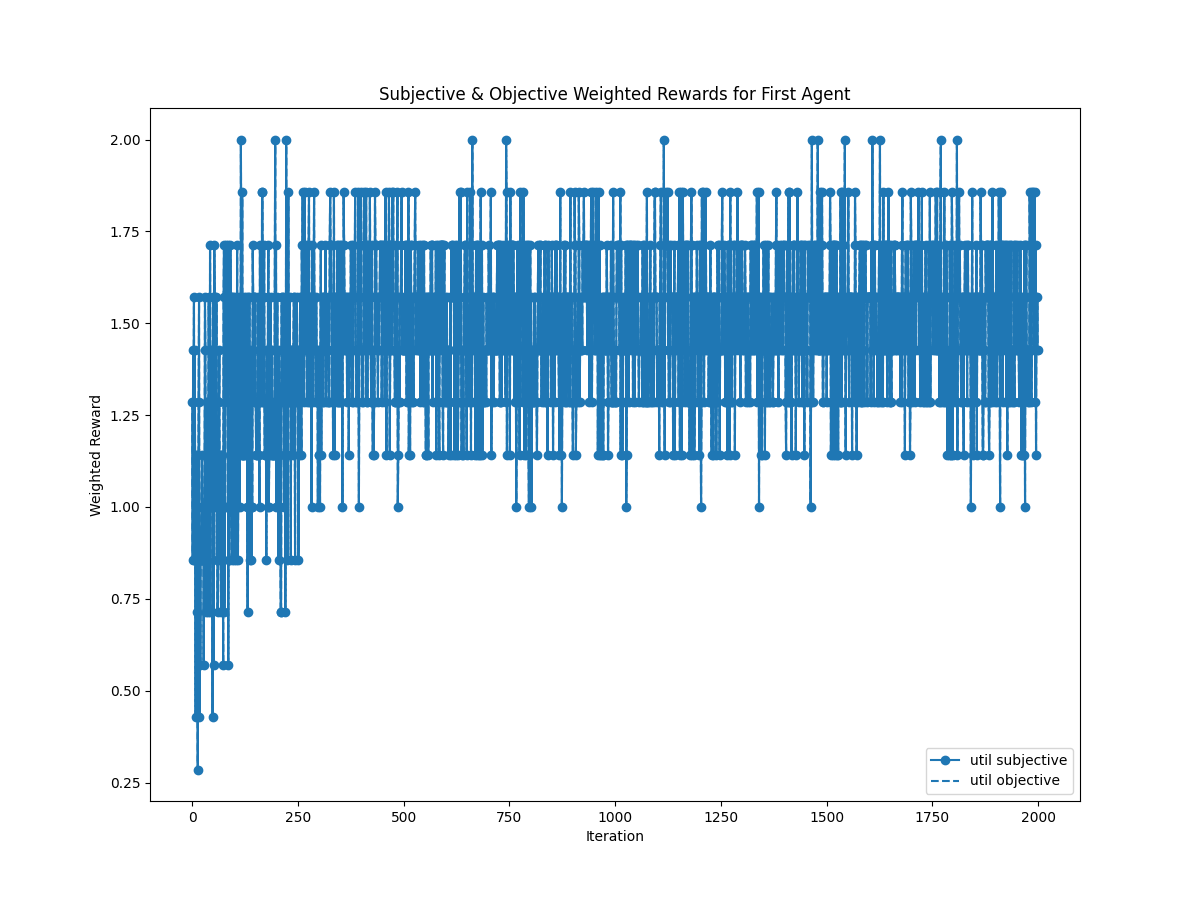 Subjective & Objective Weighted Rewards for First Agent
2.00
1.75
1.50
1.25
1.00
0.75
0.50
0.25
Weighted Reward
0 250 500 750 1000 1250 1500 1750 2000
Iteration
util subjective
util objective